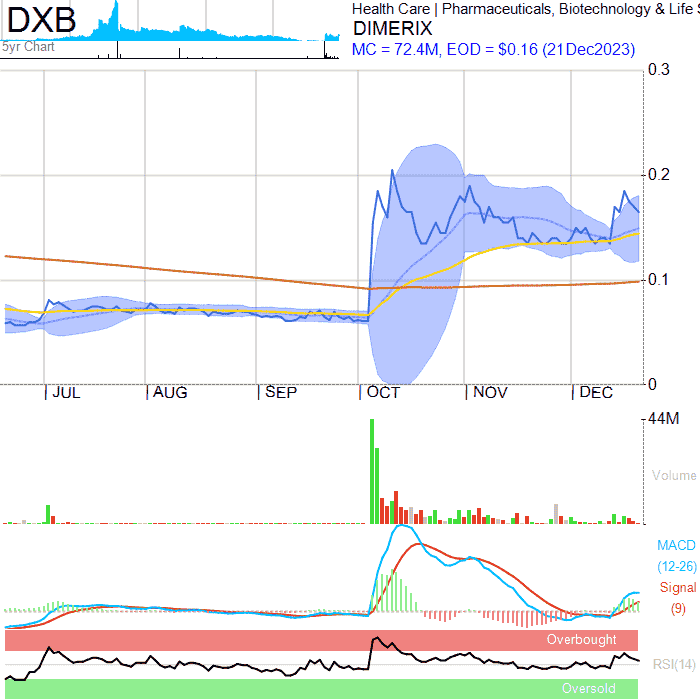 DXB
5yr Chart
Health Care | Pharmaceuticals, Biotechnology & Life S
DIMERIX
MC = 72.4M, EOD = $0.16 (21Dec2023)
0.3
0.2
0.1
0
JUL
AUG
SEP
OCT
NOV
DEC
44M
Volume
MACD
(12-26)
Signal
(9)
Overbought
RSI(14)
Oversold